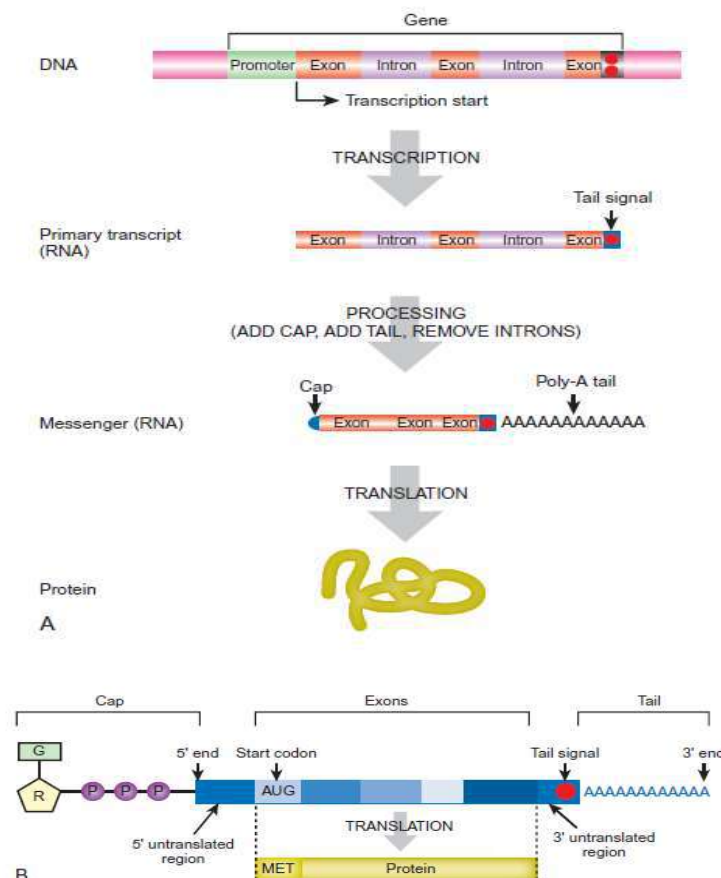 Gene
DNA
Promoter Exon Intron Exon Intron Exon
Transcription start
TRANSCRIPTION
Tail signal
Primary transcript
(RNA)
Exon Intron Exon Intron Exon
PROCESSING
(ADD CAP, ADD TAIL, REMOVE INTRONS)
Cap
Poly-A tail
Messenger (RNA)
Exon Exon Exon AAAAAAAAAAAA
TRANSLATION
Protein
A
Cap Exons Tail
G
5' end Start codon Tail signal 3' end
R P P P AUG AAAAAAAAAAAA
5' untranslated
region
TRANSLATION
3' untranslated
region
MET Protein
B